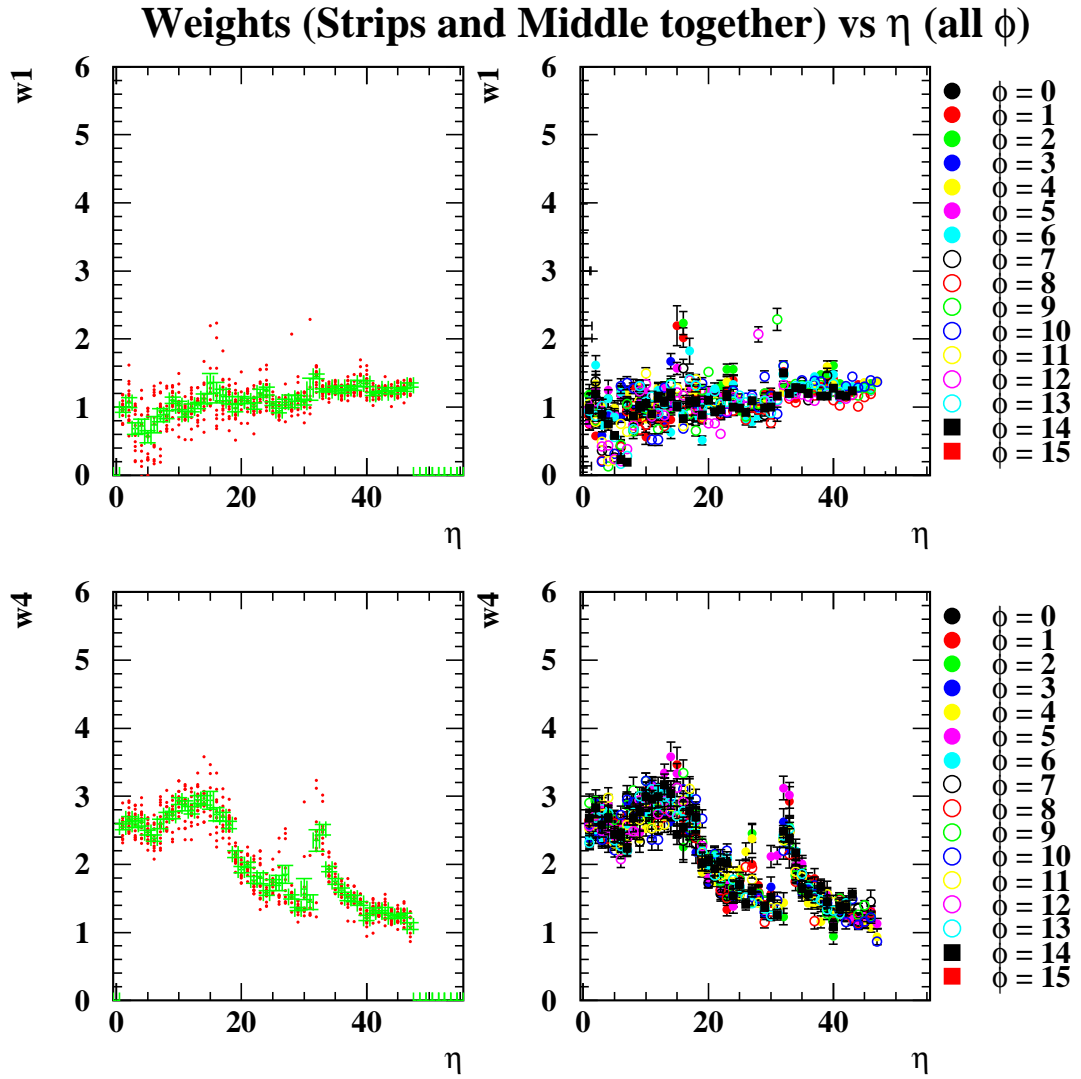 Weights (Strips and Middle together) vs η (all ϕ)
w1
6
5
4
3
2
1
0
0 20 40
η
w1
6
5
4
3
2
1
0
0 20 40
η
ϕ = 0
ϕ = 1
ϕ = 2
ϕ = 3
ϕ = 4
ϕ = 5
ϕ = 6
ϕ = 7
ϕ = 8
ϕ = 9
ϕ = 10
ϕ = 11
ϕ = 12
ϕ = 13
ϕ = 14
ϕ = 15
w4
6
5
4
3
2
1
0
0 20 40
η
w4
6
5
4
3
2
1
0
0 20 40
η
ϕ = 0
ϕ = 1
ϕ = 2
ϕ = 3
ϕ = 4
ϕ = 5
ϕ = 6
ϕ = 7
ϕ = 8
ϕ = 9
ϕ = 10
ϕ = 11
ϕ = 12
ϕ = 13
ϕ = 14
ϕ = 15